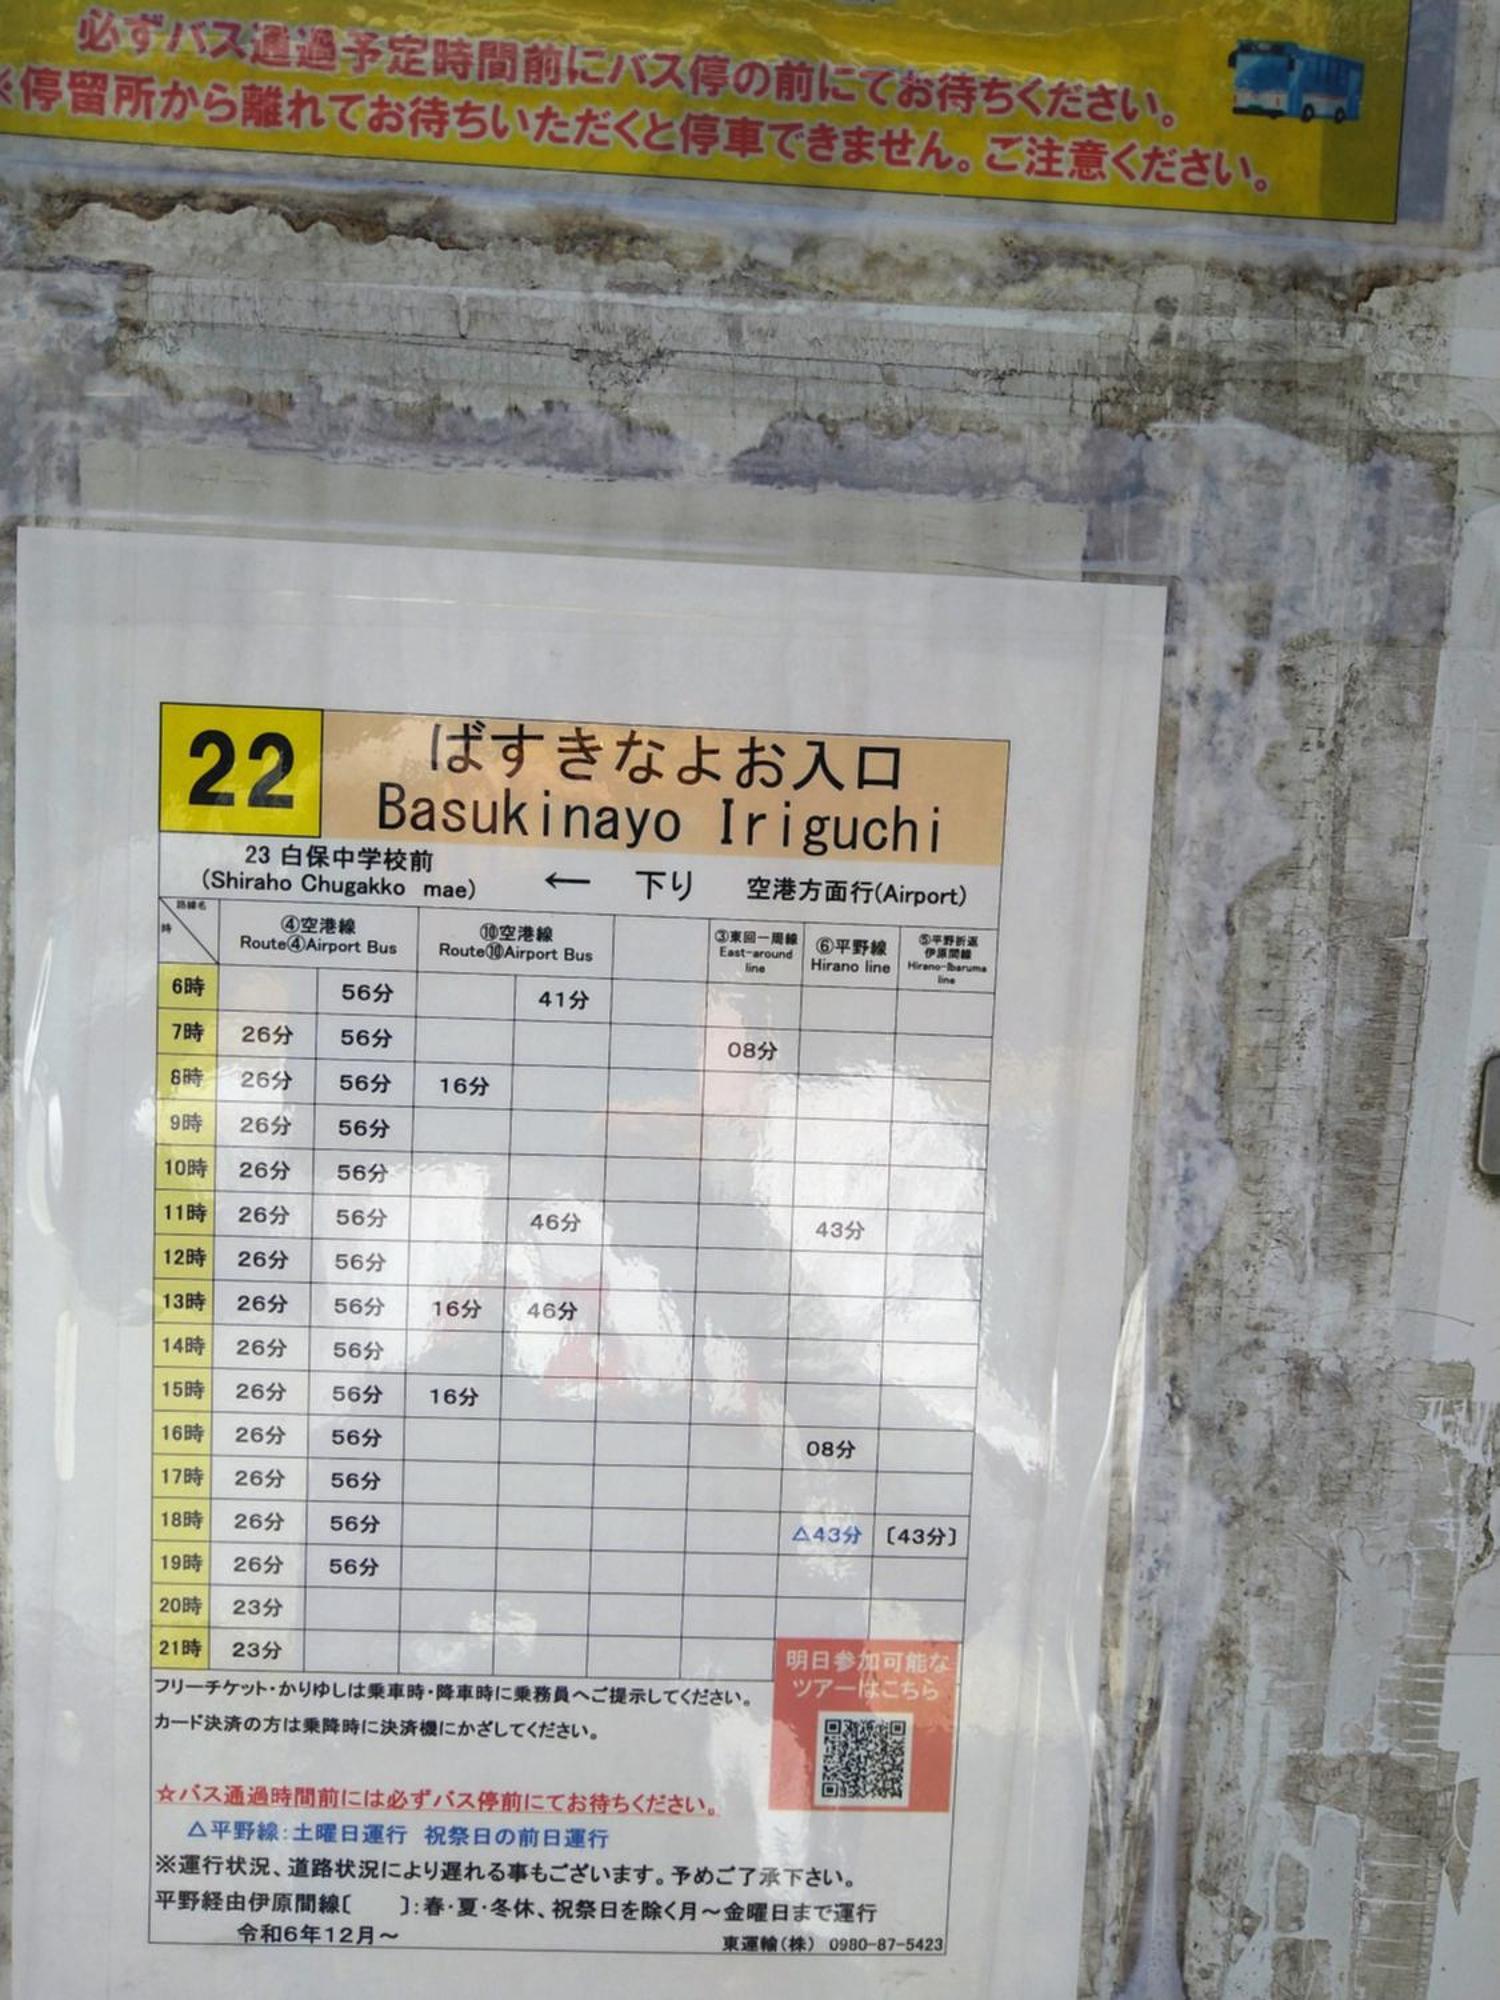 必ずバス通過予定時間前にバス停の前にてお待ちください。
※停留所から離れてお待ちいただくと停車できません。ご注意ください。
22
ばすきなよお入口
Basukinayo Iriguchi
23 白保中学校前
(Shiraho Chugakko mae)
← 下り 空港方面行(Airport)
路線名
時
④空港線
Route④Airport Bus
⑩空港線
Route⑩Airport Bus
③東回一周線
East-around
line
⑥平野線
Hirano line
⑤平野折返
伊原間線
Hirano-Ibaruma
line
6時 56分 41分
7時 26分 56分 08分
8時 26分 56分 16分
9時 26分 56分
10時 26分 56分
11時 26分 56分 46分 43分
12時 26分 56分
13時 26分 56分 16分 46分
14時 26分 56分
15時 26分 56分 16分
16時 26分 56分 08分
17時 26分 56分
18時 26分 56分 △43分 〔43分〕
19時 26分 56分
20時 23分
21時 23分
明日参加可能な
ツアーはこちら
フリーチケット・かりゆしは乗車時・降車時に乗務員へご提示してください。
カード決済の方は乗降時に決済機にかざしてください。
☆バス通過時間前には必ずバス停前にてお待ちください。
△平野線:土曜日運行 祝祭日の前日運行
※運行状況、道路状況により遅れる事もございます。予めご了承下さい。
平野経由伊原間線〔 〕:春・夏・冬休、祝祭日を除く月～金曜日まで運行
令和6年12月～
東運輸(株) 0980-87-5423